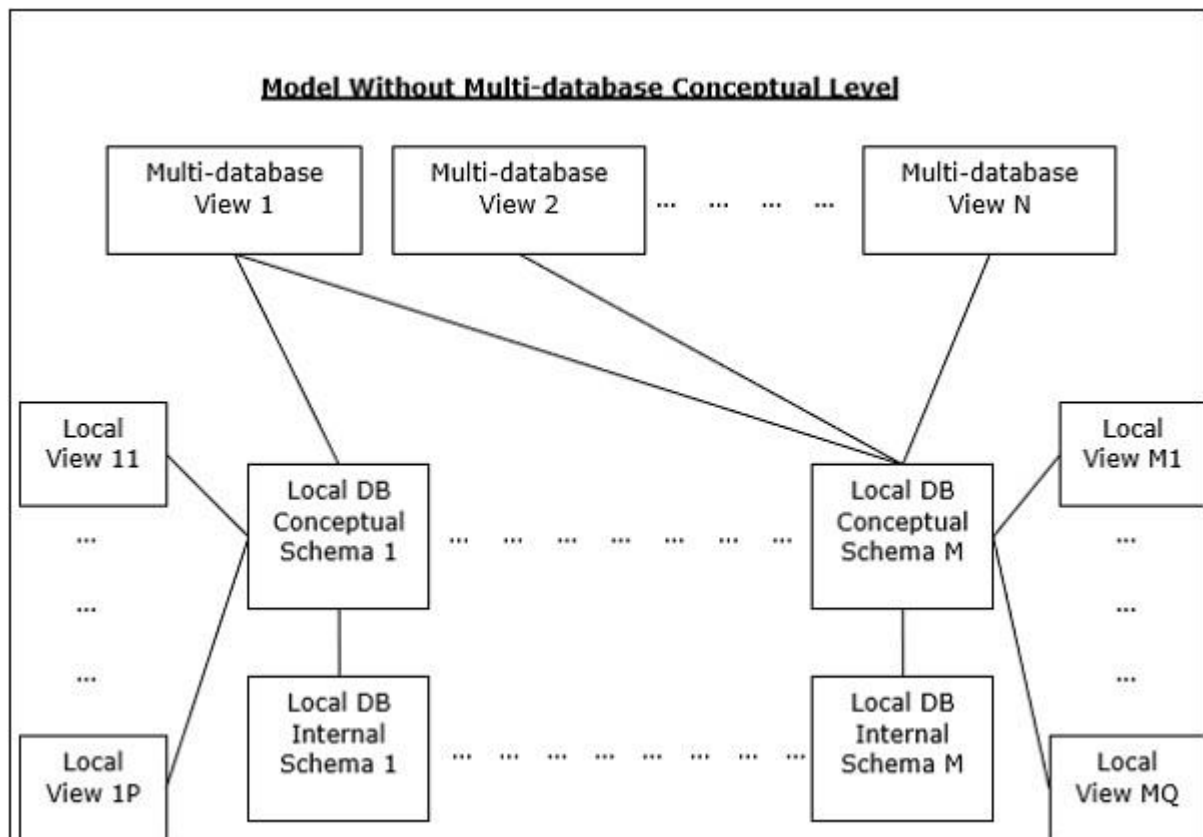 Model Without Multi-database Conceptual Level
Multi-database
View 1
Multi-database
View 2
... ... ... ...
Multi-database
View N
Local
View 11
Local DB
Conceptual
Schema 1
... ... ... ... ... ... ...
Local DB
Conceptual
Schema M
Local
View M1
...
...
...
...
...
...
Local DB
Internal
Schema 1
... ... ... ... ... ... ... ...
Local DB
Internal
Schema M
Local
View 1P
Local
View MQ